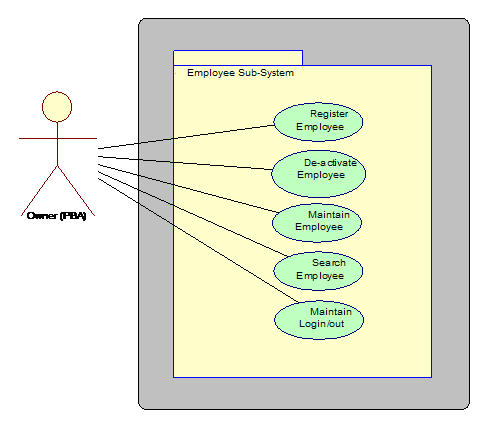 Employee Sub-System
Register
Employee
De-activate
Employee
Maintain
Employee
Search
Employee
Maintain
Login/out
Owner (PBA)